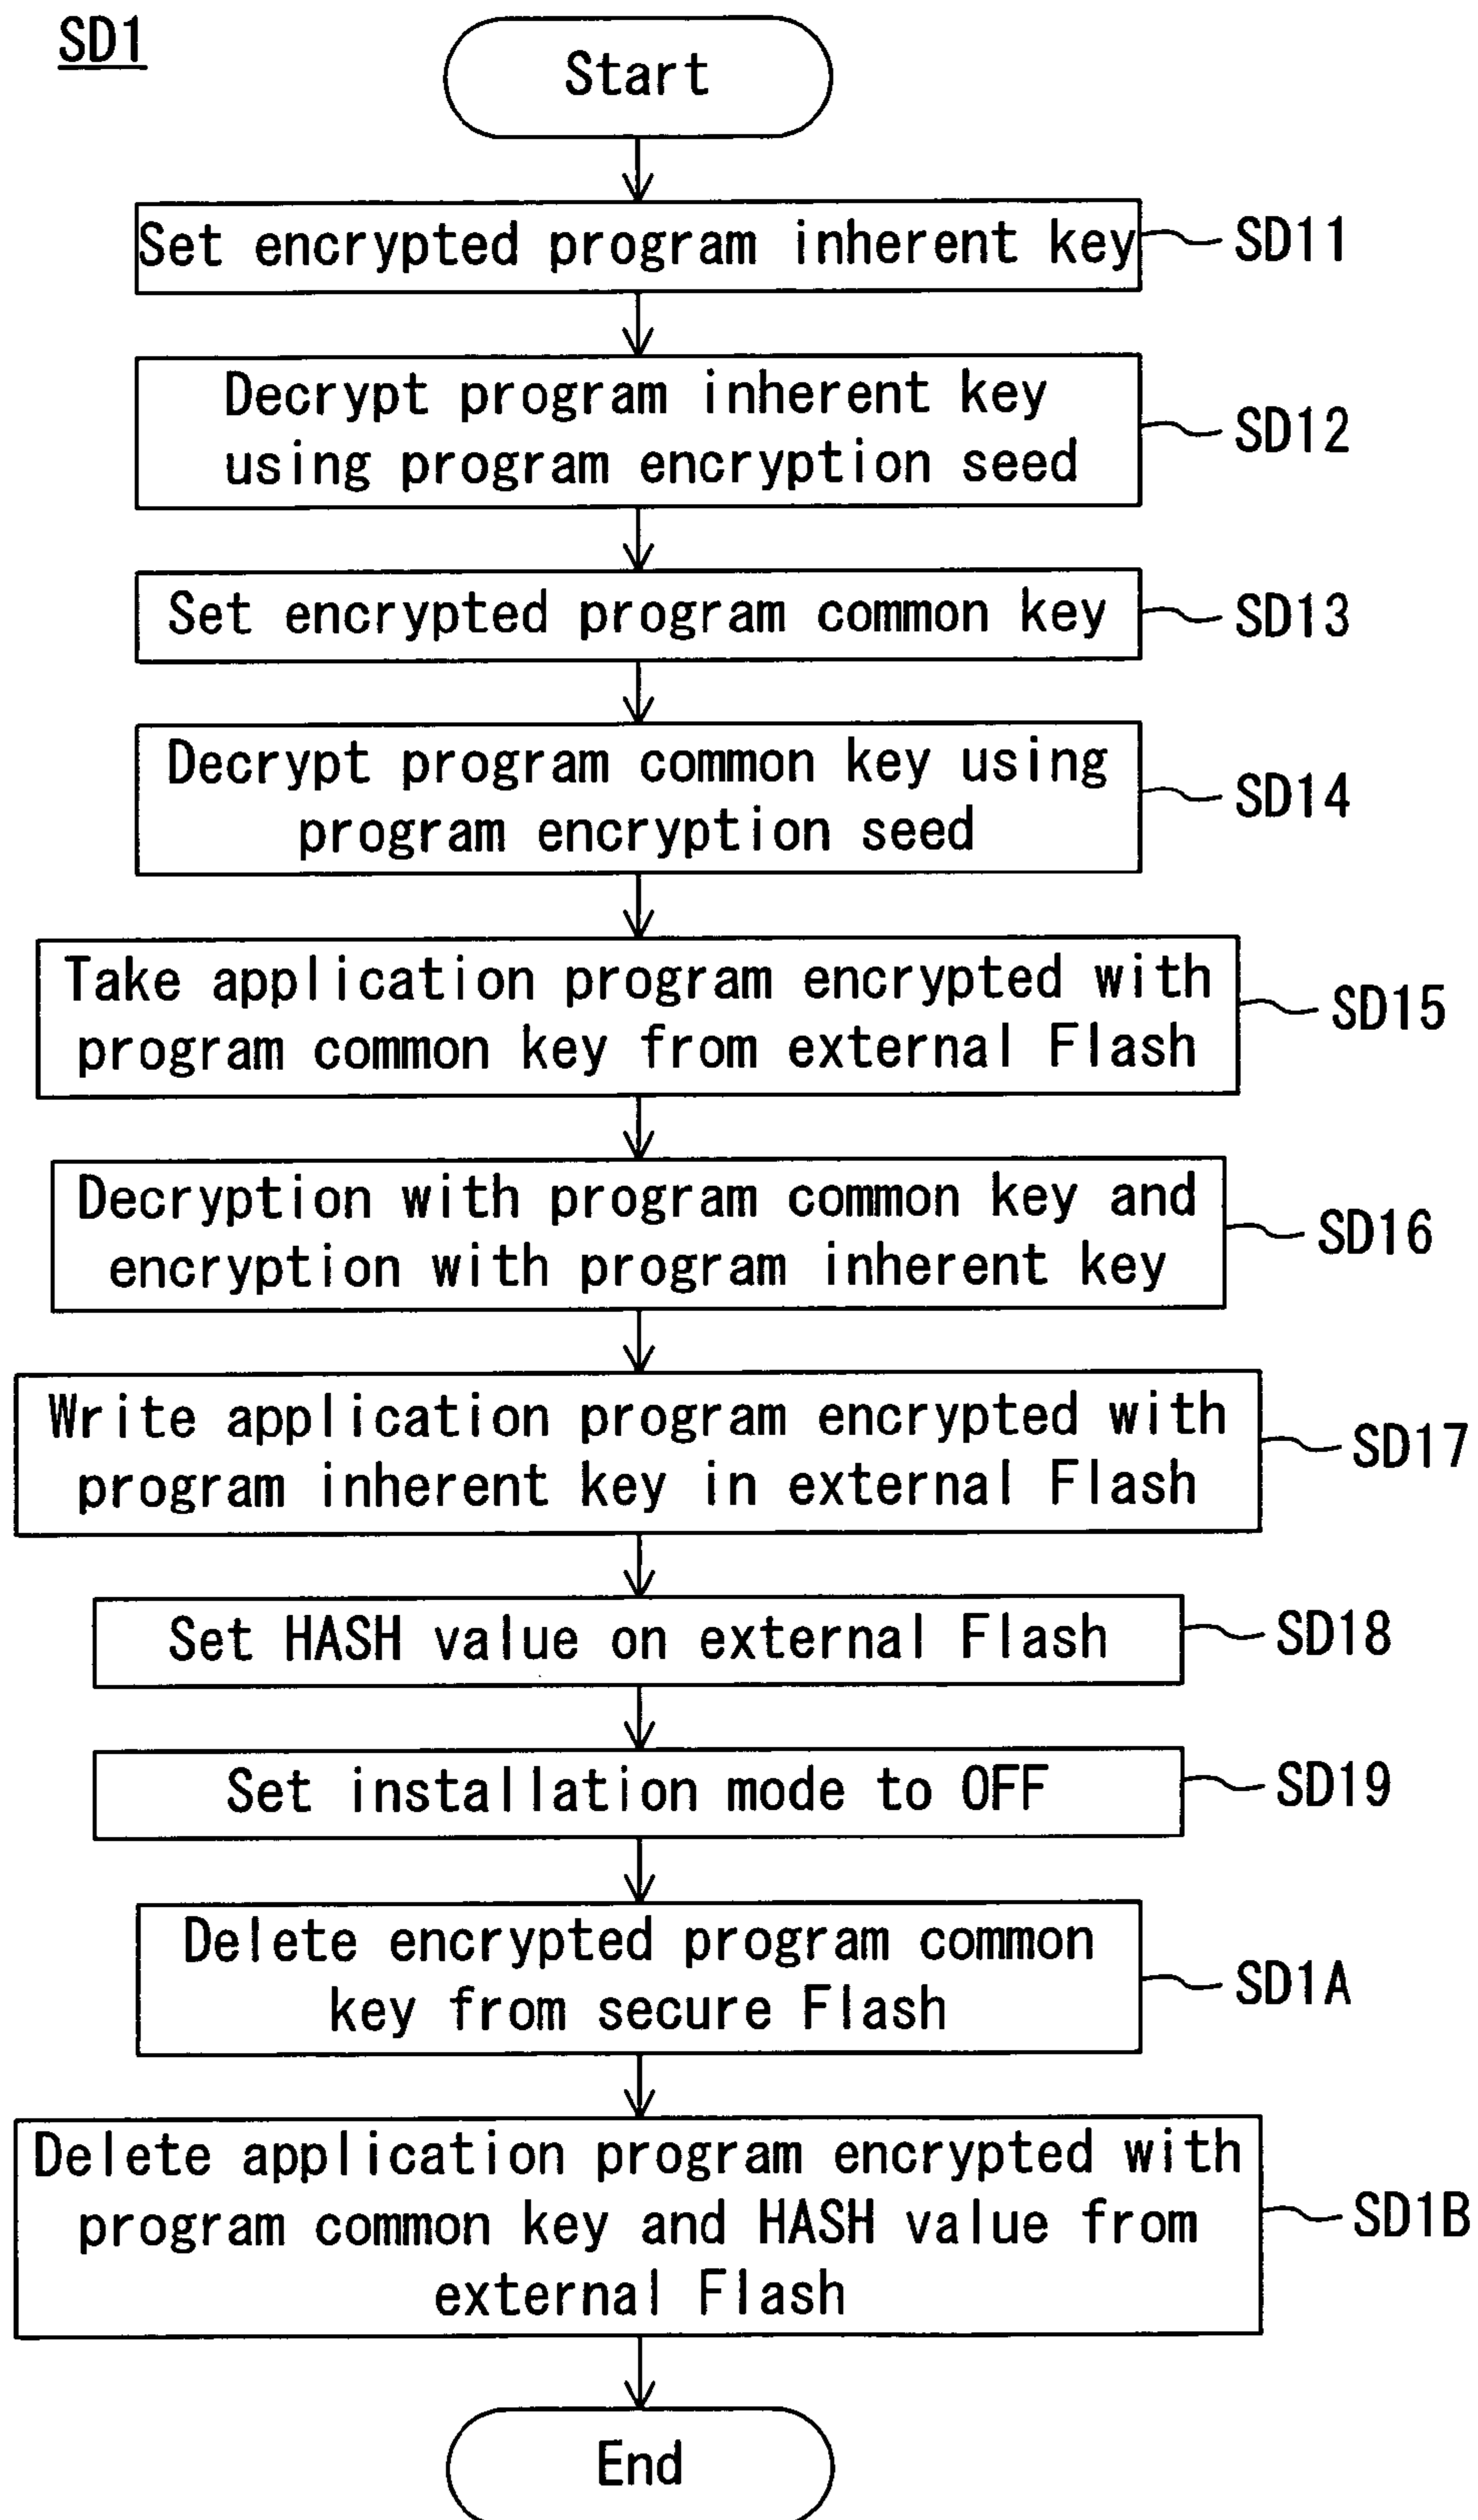 SD1
Start
Set encrypted program inherent key
SD11
Decrypt program inherent key
using program encryption seed
SD12
Set encrypted program common key
SD13
Decrypt program common key using
program encryption seed
SD14
Take application program encrypted with
program common key from external Flash
SD15
Decryption with program common key and
encryption with program inherent key
SD16
Write application program encrypted with
program inherent key in external Flash
SD17
Set HASH value on external Flash
SD18
Set installation mode to OFF
SD19
Delete encrypted program common
key from secure Flash
SD1A
Delete application program encrypted with
program common key and HASH value from
external Flash
SD1B
End